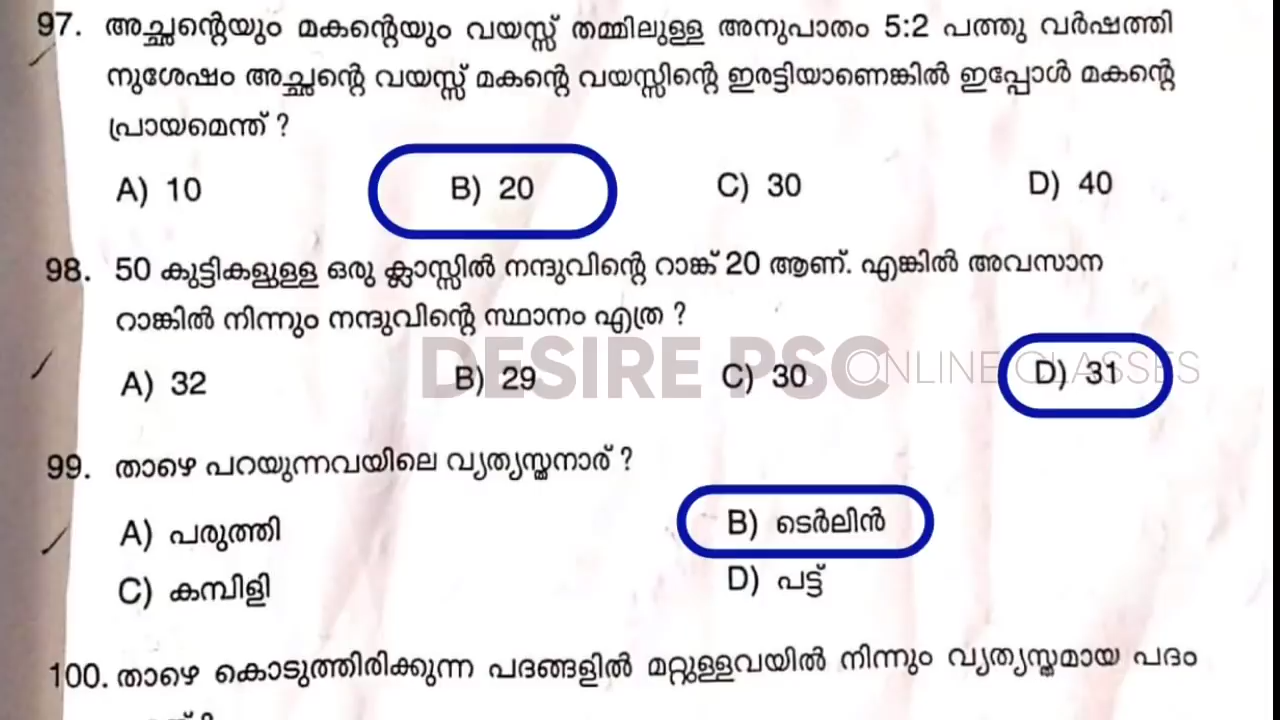 97. അച്ഛന്റെയും മകന്റെയും വയസ്സ് തമ്മിലുള്ള അനുപാതം 5:2 പത്തു വർഷത്തി
നുശേഷം അച്ഛന്റെ വയസ്സ് മകന്റെ വയസ്സിന്റെ ഇരട്ടിയാണെങ്കിൽ ഇപ്പോൾ മകന്റെ
പ്രായമെന്ത് ?
A) 10 B) 20 C) 30 D) 40
98. 50 കുട്ടികളുള്ള ഒരു ക്ലാസ്സിൽ നന്ദുവിന്റെ റാങ്ക് 20 ആണ്. എങ്കിൽ അവസാന
റാങ്കിൽ നിന്നും നന്ദുവിന്റെ സ്ഥാനം എത്ര ?
DESIRE PSC ONLINE CLASSES
A) 32 B) 29 C) 30 D) 31
99. താഴെ പറയുന്നവയിലെ വ്യത്യസ്തനാര് ?
A) പരുത്തി B) ടെർലിൻ
C) കമ്പിളി D) പട്ട്
100. താഴെ കൊടുത്തിരിക്കുന്ന പദങ്ങളിൽ മറ്റുള്ളവയിൽ നിന്നും വ്യത്യസ്തമായ പദം